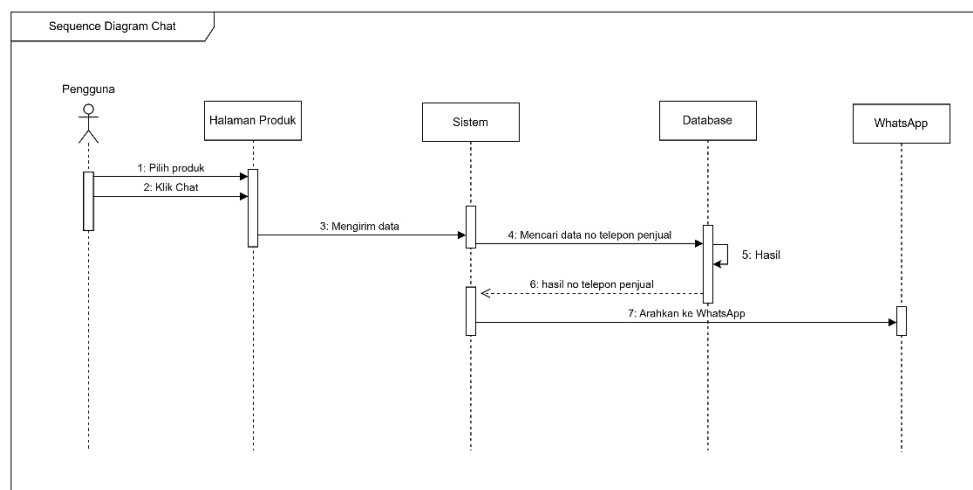 Sequence Diagram Chat
Pengguna
Halaman Produk
Sistem
Database
WhatsApp
1: Pilih produk
2: Klik Chat
3: Mengirim data
4: Mencari data no telepon penjual
5: Hasil
6: hasil no telepon penjual
7: Arahkan ke WhatsApp